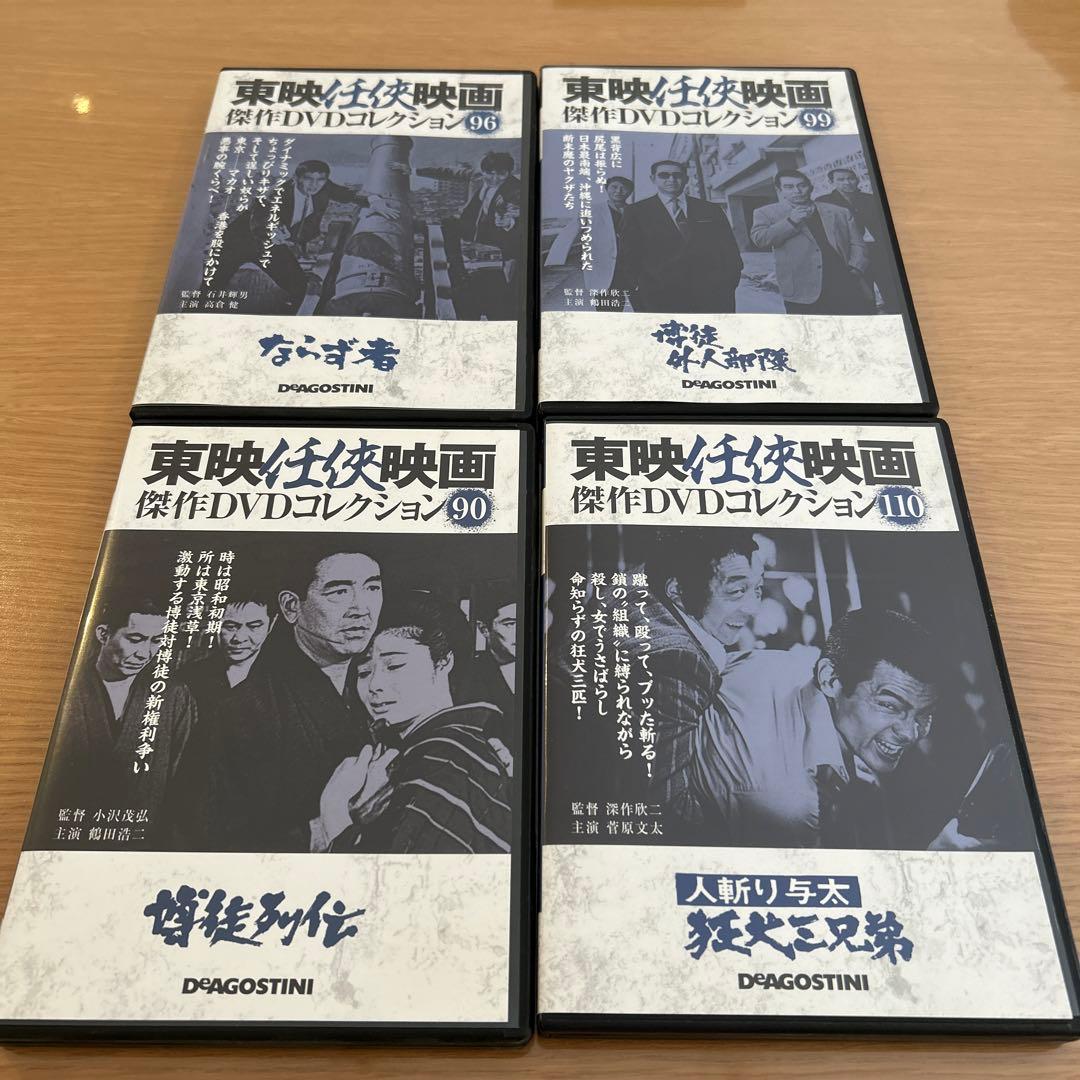 東映任侠映画
傑作DVDコレクション 96
ダイナミックでエネルギッシュで
ちょっぴりキザで、
そして逞しい奴らが
東京——マカオ——香港を股にかけて
悪事の腕くらべ!
監督 石井輝男
主演 高倉 健
ならず者
DeAGOSTINI
東映任侠映画
傑作DVDコレクション 99
黒背広に
尻尾は振らぬ!
日本最南端、沖縄に追いつめられた
断末魔のヤクザたち
監督 深作欣二
主演 鶴田浩二
博徒
外人部隊
DeAGOSTINI
東映任侠映画
傑作DVDコレクション 90
時は昭和初期!
所は東京浅草!
激動する博徒対博徒の新権利争い
監督 小沢茂弘
主演 鶴田浩二
博徒列伝
DeAGOSTINI
東映任侠映画
傑作DVDコレクション 110
蹴って、殴って、ブッた斬る!
鎖の“組織”に縛られながら
殺し、女でうさばらし
命知らずの狂犬三匹!
監督 深作欣二
主演 菅原文太
人斬り与太
狂犬三兄弟
DeAGOSTINI